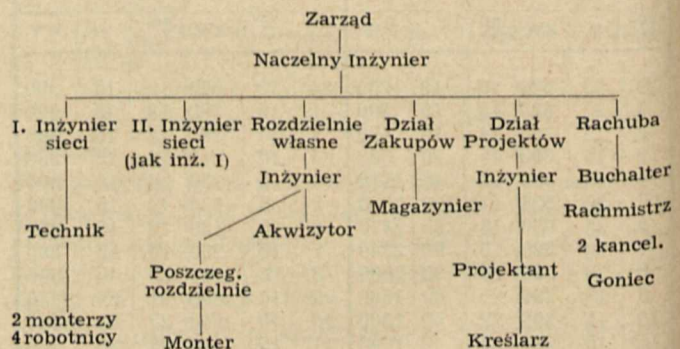 Zarząd
Naczelny Inżynier
I. Inżynier sieci
II. Inżynier sieci (jak inż. I)
Rozdzielnie własne
Dział Zakupów
Dział Projektów
Rachuba
Inżynier
Inżynier
Buchalter
Magazynier
Rachmistrz
Technik
Akwizytor
2 kancel.
Poszczeg. rozdzielnie
Projektant
Goniec
2 monterzy
4 robotnicy
Monter
Kreślarz